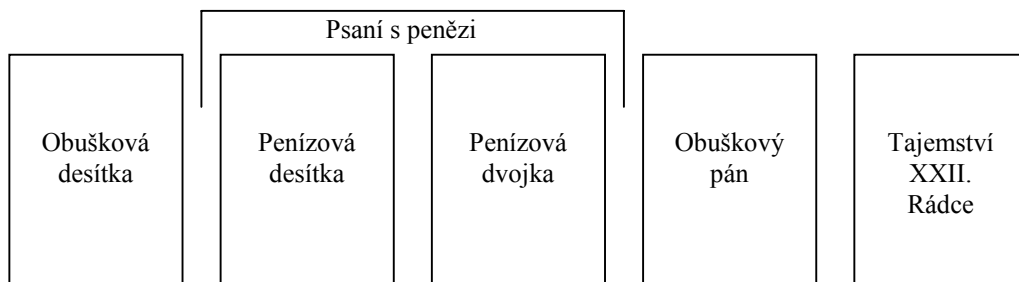 Psaní s penězi
Obušková
desítka
Penízová
desítka
Penízová
dvojka
Obuškový
pán
Tajemství
XXII.
Rádce